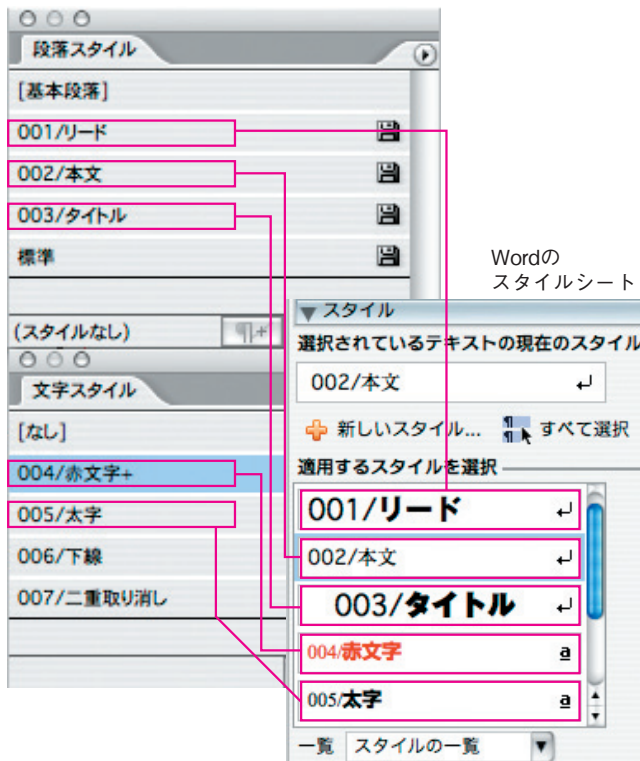 段落スタイル
[基本段落]
001/リード
002/本文
003/タイトル
標準
(スタイルなし)
文字スタイル
[なし]
004/赤文字+
005/太字
006/下線
007/二重取り消し
Wordの
スタイルシート
スタイル
選択されているテキストの現在のスタイル
002/本文
新しいスタイル... すべて選択
適用するスタイルを選択
001/リード
002/本文
003/タイトル
004/赤文字 a
005/太字 a
一覧 スタイルの一覧